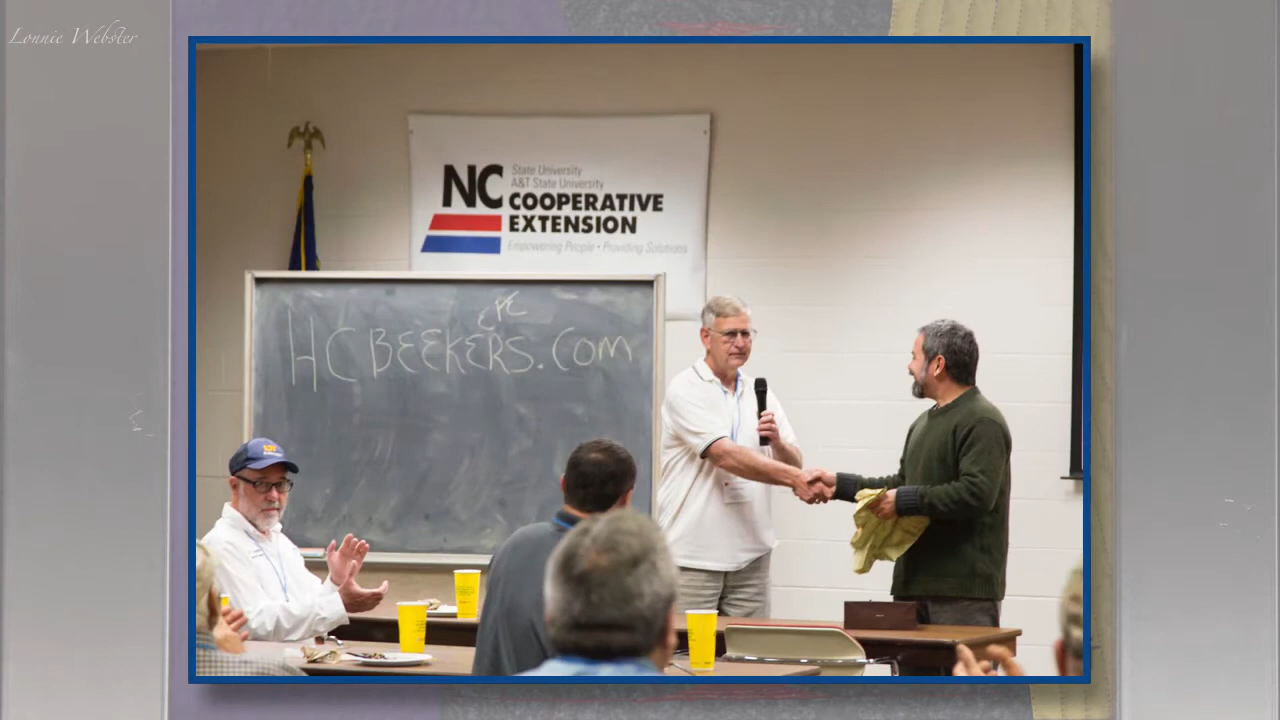 Lonnie Webster
NC
State University
A&T State University
COOPERATIVE
EXTENSION
Empowering People • Providing Solutions
HCBEEKERS.COM